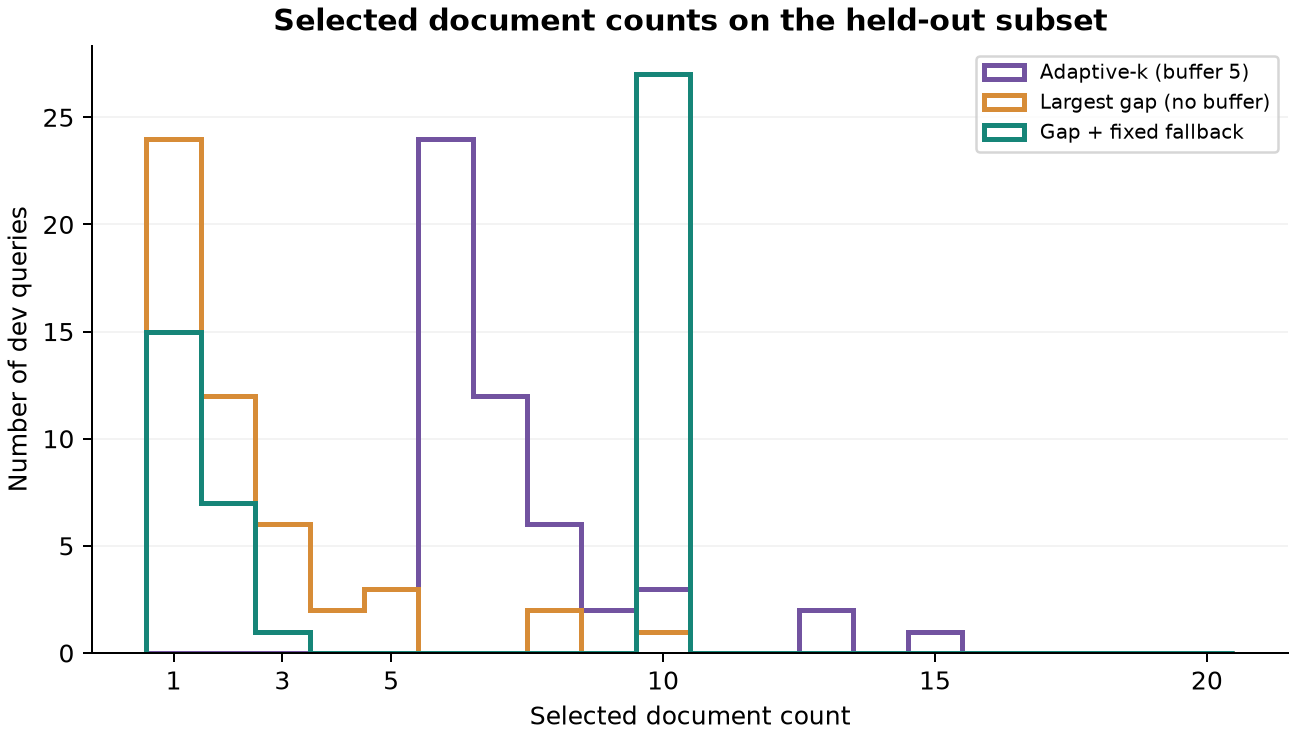 Selected document counts on the held-out subset
Adaptive-k (buffer 5)
Largest gap (no buffer)
Gap + fixed fallback
Number of dev queries
25
20
15
10
5
0
1 3 5 10 15 20
Selected document count